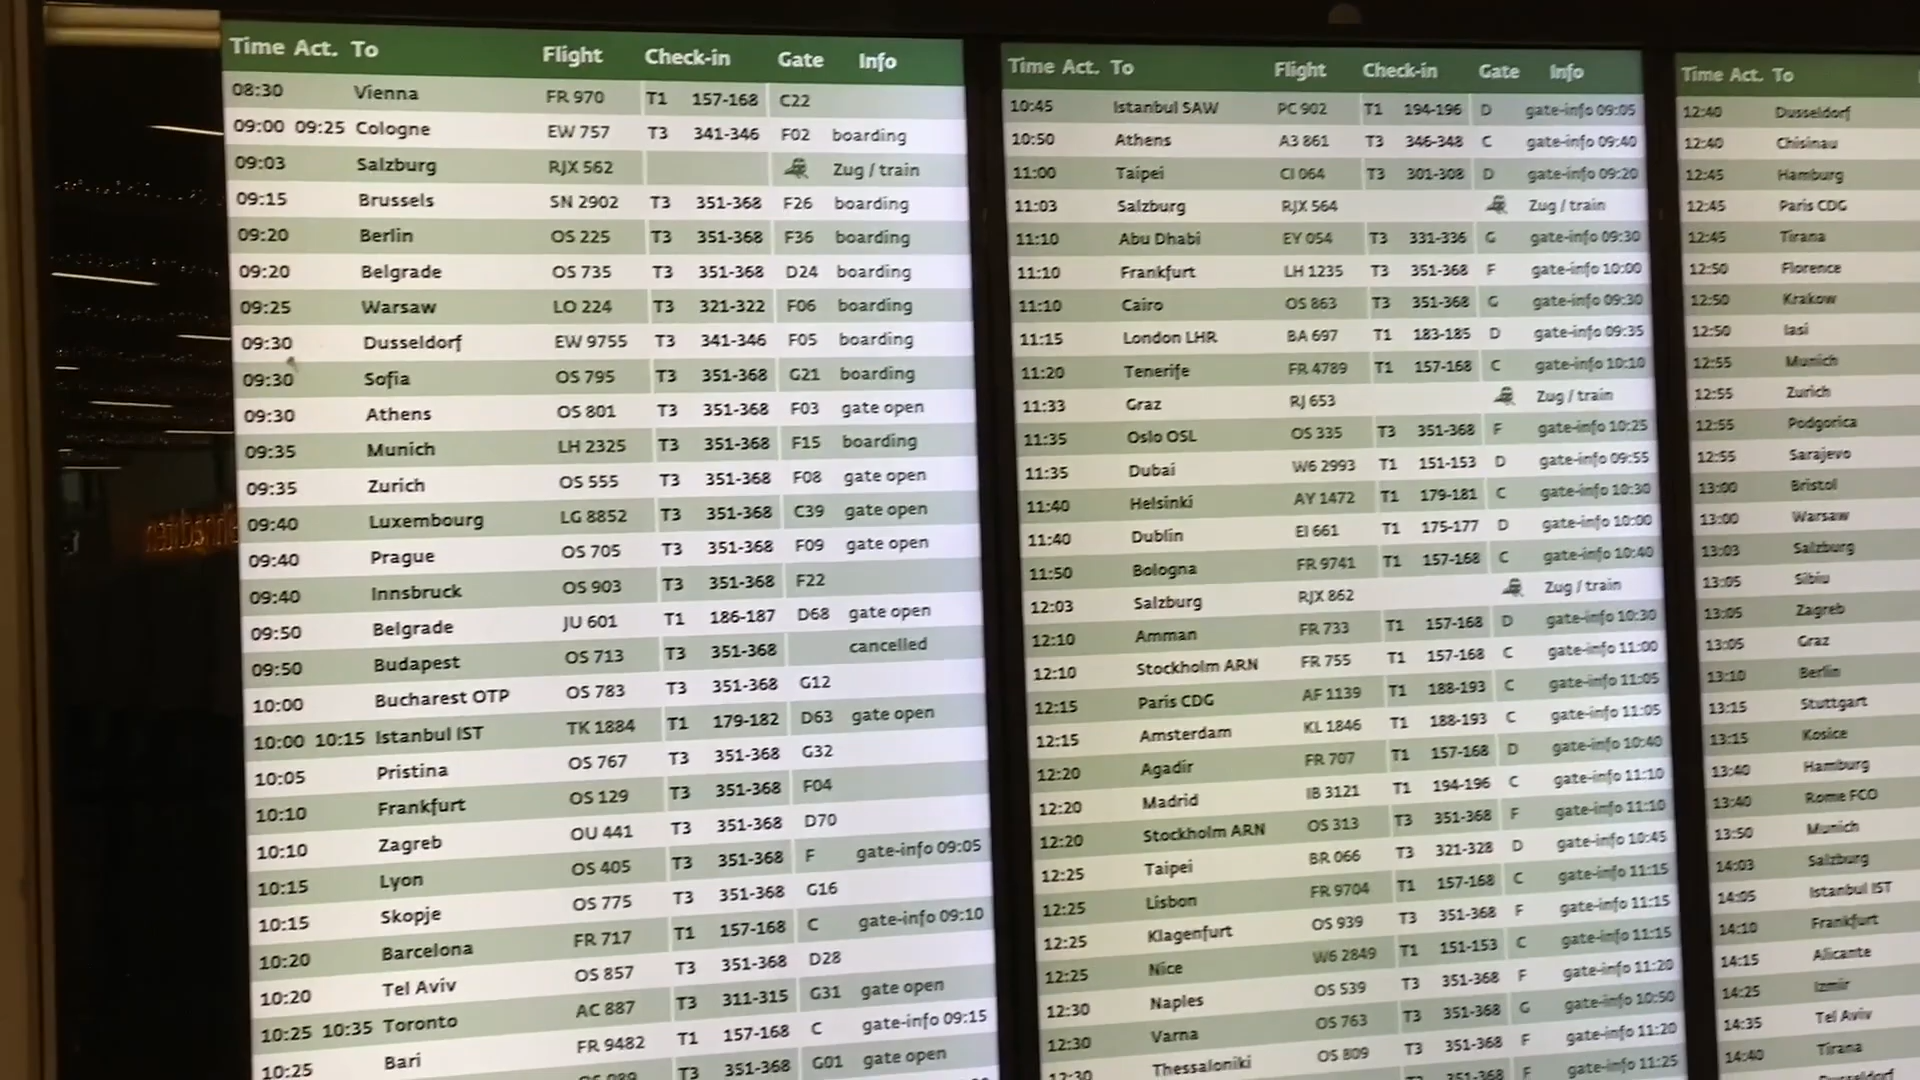 Time Act. To Flight Check-in Gate Info
08:30 Vienna FR 970 T1 157-168 C22
09:00 09:25 Cologne EW 757 T3 341-346 F02 boarding
09:03 Salzburg RJX 562 Zug / train
09:15 Brussels SN 2902 T3 351-368 F26 boarding
09:20 Berlin OS 225 T3 351-368 F36 boarding
09:20 Belgrade OS 735 T3 351-368 D24 boarding
09:25 Warsaw LO 224 T3 321-322 F06 boarding
09:30 Dusseldorf EW 9755 T3 341-346 F05 boarding
09:30 Sofia OS 795 T3 351-368 G21 boarding
09:30 Athens OS 801 T3 351-368 F03 gate open
09:35 Munich LH 2325 T3 351-368 F15 boarding
09:35 Zurich OS 555 T3 351-368 F08 gate open
09:40 Luxembourg LG 8852 T3 351-368 C39 gate open
09:40 Prague OS 705 T3 351-368 F09 gate open
09:40 Innsbruck OS 903 T3 351-368 F22
09:50 Belgrade JU 601 T1 186-187 D68 gate open
09:50 Budapest OS 713 T3 351-368 cancelled
10:00 Bucharest OTP OS 783 T3 351-368 G12
10:00 10:15 Istanbul IST TK 1884 T1 179-182 D63 gate open
10:05 Pristina OS 767 T3 351-368 G32
10:10 Frankfurt OS 129 T3 351-368 F04
10:10 Zagreb OU 441 T3 351-368 D70
10:15 Lyon OS 405 T3 351-368 F gate-info 09:05
10:15 Skopje OS 775 T3 351-368 G16
10:20 Barcelona FR 717 T1 157-168 C gate-info 09:10
10:20 Tel Aviv OS 857 T3 351-368 D28
10:25 10:35 Toronto AC 887 T3 311-315 G31 gate open
10:25 Bari FR 9482 T1 157-168 C gate-info 09:15
T3 351-368 G01 gate open
Time Act. To Flight Check-in Gate Info
10:45 Istanbul SAW PC 902 T1 194-196 D gate-info 09:05
10:50 Athens A3 861 T3 346-348 C gate-info 09:40
11:00 Taipei CI 064 T3 301-308 D gate-info 09:20
11:03 Salzburg RJX 564 Zug / train
11:10 Abu Dhabi EY 054 T3 331-336 G gate-info 09:30
11:10 Frankfurt LH 1235 T3 351-368 F gate-info 10:00
11:10 Cairo OS 863 T3 351-368 G gate-info 09:30
11:15 London LHR BA 697 T1 183-185 D gate-info 09:35
11:20 Tenerife FR 4789 T1 157-168 C gate-info 10:10
11:33 Graz RJ 653 Zug / train
11:35 Oslo OSL OS 335 T3 351-368 F gate-info 10:25
11:35 Dubai W6 2993 T1 151-153 D gate-info 09:55
11:40 Helsinki AY 1472 T1 179-181 C gate-info 10:30
11:40 Dublin EI 661 T1 175-177 D gate-info 10:00
11:50 Bologna FR 9741 T1 157-168 C gate-info 10:40
12:03 Salzburg RJX 862 Zug / train
12:10 Amman FR 733 T1 157-168 D gate-info 10:30
12:10 Stockholm ARN FR 755 T1 157-168 C gate-info 11:00
12:15 Paris CDG AF 1139 T1 188-193 C gate-info 11:05
12:15 Amsterdam KL 1846 T1 188-193 C gate-info 11:05
12:20 Agadir FR 707 T1 157-168 D gate-info 10:40
12:20 Madrid IB 3121 T1 194-196 C gate-info 11:10
12:20 Stockholm ARN OS 313 T3 351-368 F gate-info 11:10
12:25 Taipei BR 066 T3 321-328 D gate-info 10:45
12:25 Lisbon FR 9704 T1 157-168 C gate-info 11:15
12:25 Klagenfurt OS 939 T3 351-368 F gate-info 11:15
12:25 Nice W6 2849 T1 151-153 C gate-info 11:15
12:30 Naples OS 539 T3 351-368 F gate-info 11:20
12:30 Varna OS 763 T3 351-368 G gate-info 10:50
12:30 Thessaloniki OS 809 T3 351-368 F gate-info 11:20
351-368 F gate-info 11:25
Time Act. To
12:40 Dusseldorf
12:40 Chisinau
12:45 Hamburg
12:45 Paris CDG
12:45 Tirana
12:50 Florence
12:50 Krakow
12:50 Iasi
12:55 Munich
12:55 Zurich
12:55 Podgorica
12:55 Sarajevo
13:00 Bristol
13:00 Warsaw
13:03 Salzburg
13:05 Sibiu
13:05 Zagreb
13:05 Graz
13:10 Berlin
13:15 Stuttgart
13:15 Kosice
13:40 Hamburg
13:40 Rome FCO
13:50 Munich
14:03 Salzburg
14:05 Istanbul IST
14:10 Frankfurt
14:15 Alicante
14:25 Izmir
14:35 Tel Aviv
14:40 Tirana